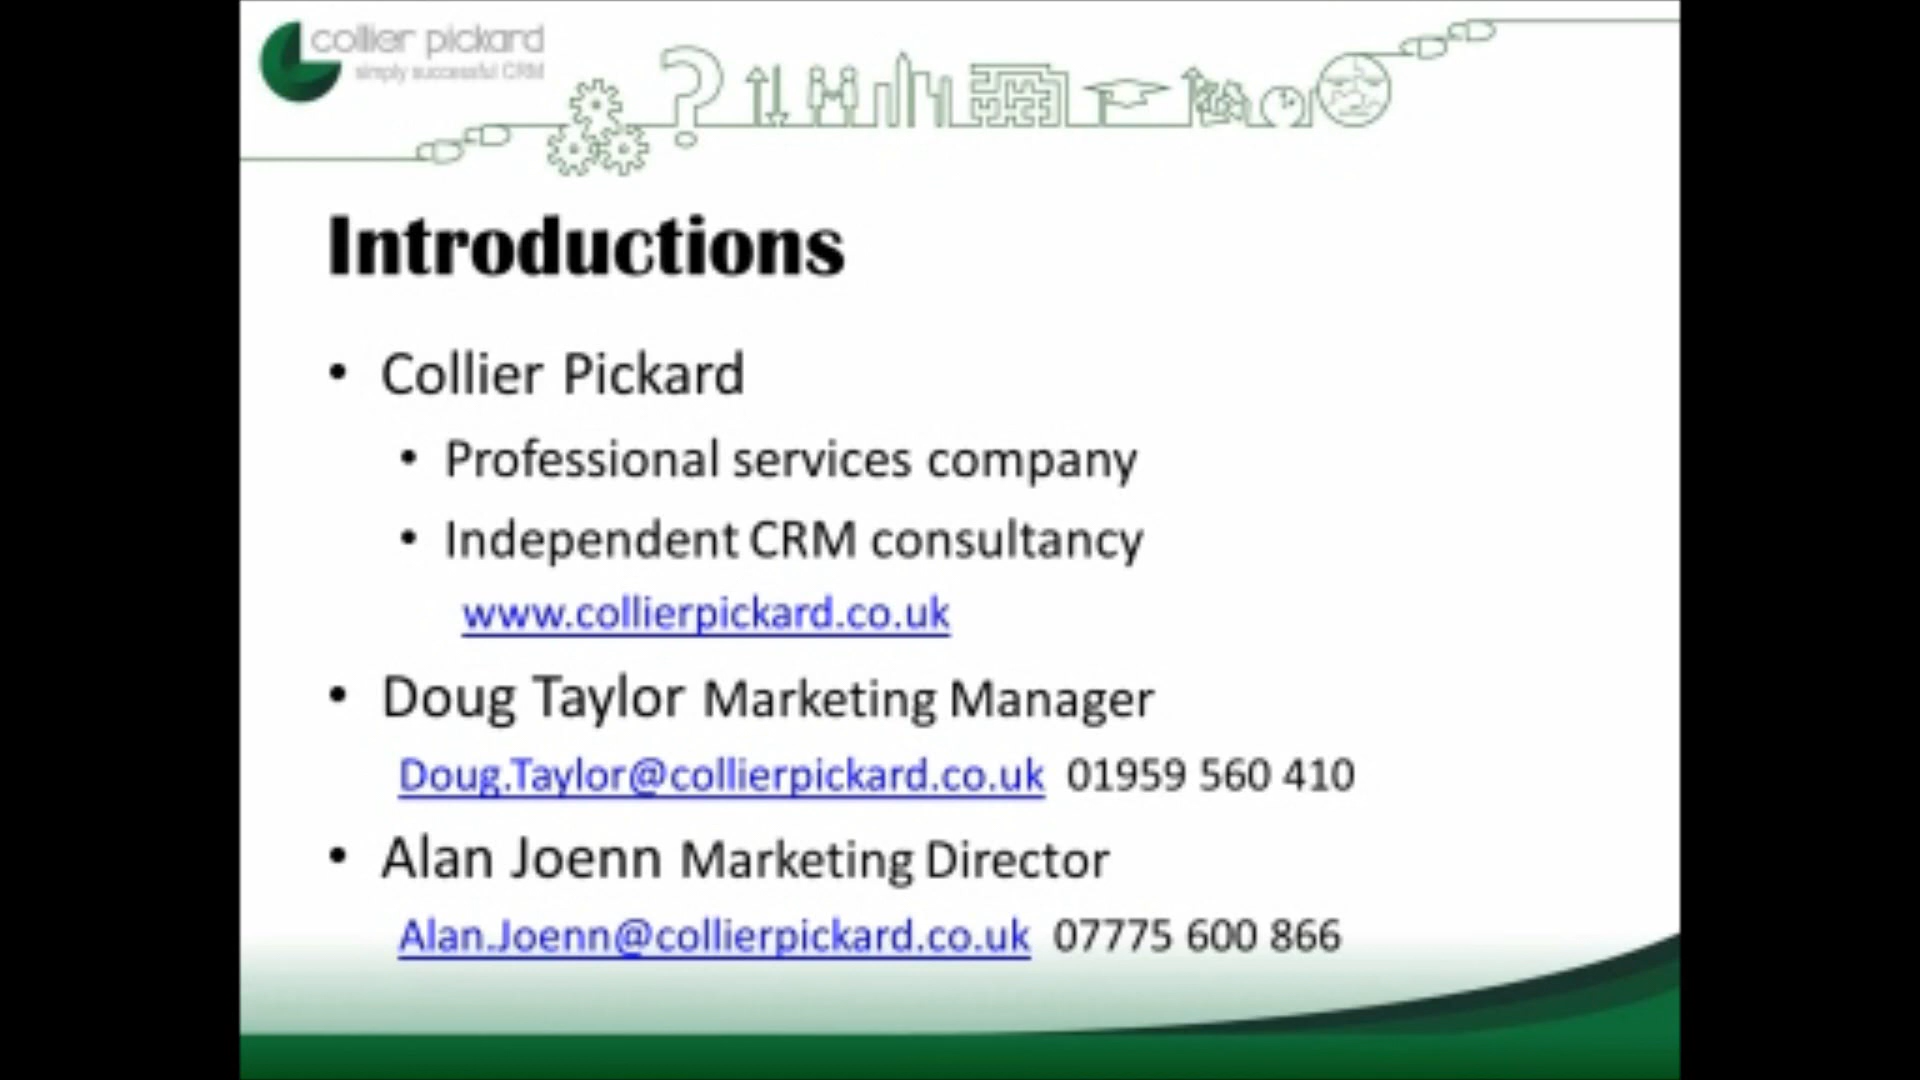 collier pickard
simply successful CRM
Introductions
• Collier Pickard
• Professional services company
• Independent CRM consultancy
www.collierpickard.co.uk
• Doug Taylor Marketing Manager
Doug.Taylor@collierpickard.co.uk 01959 560 410
• Alan Joenn Marketing Director
Alan.Joenn@collierpickard.co.uk 07775 600 866